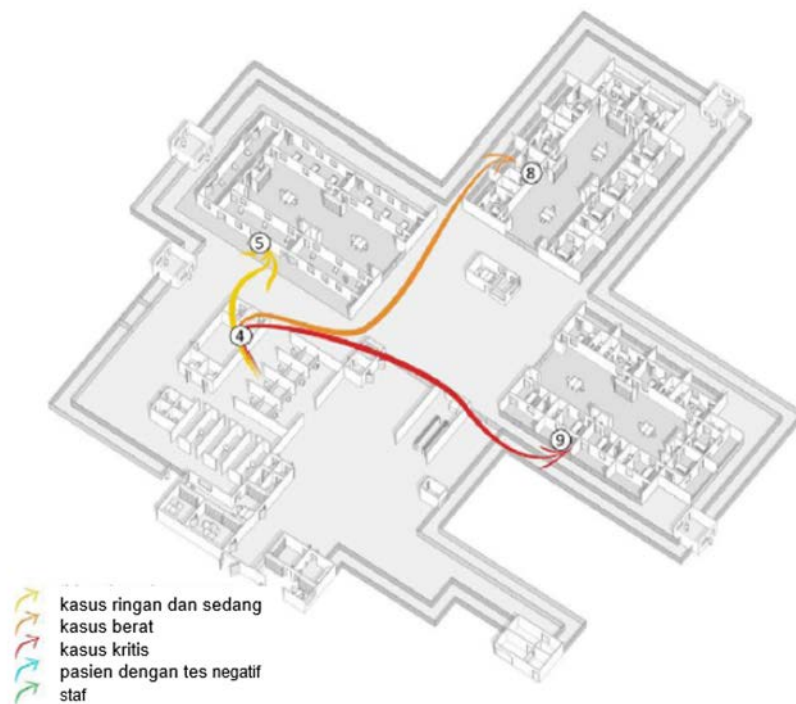 8
5
4
9
kasus ringan dan sedang
kasus berat
kasus kritis
pasien dengan tes negatif
staf